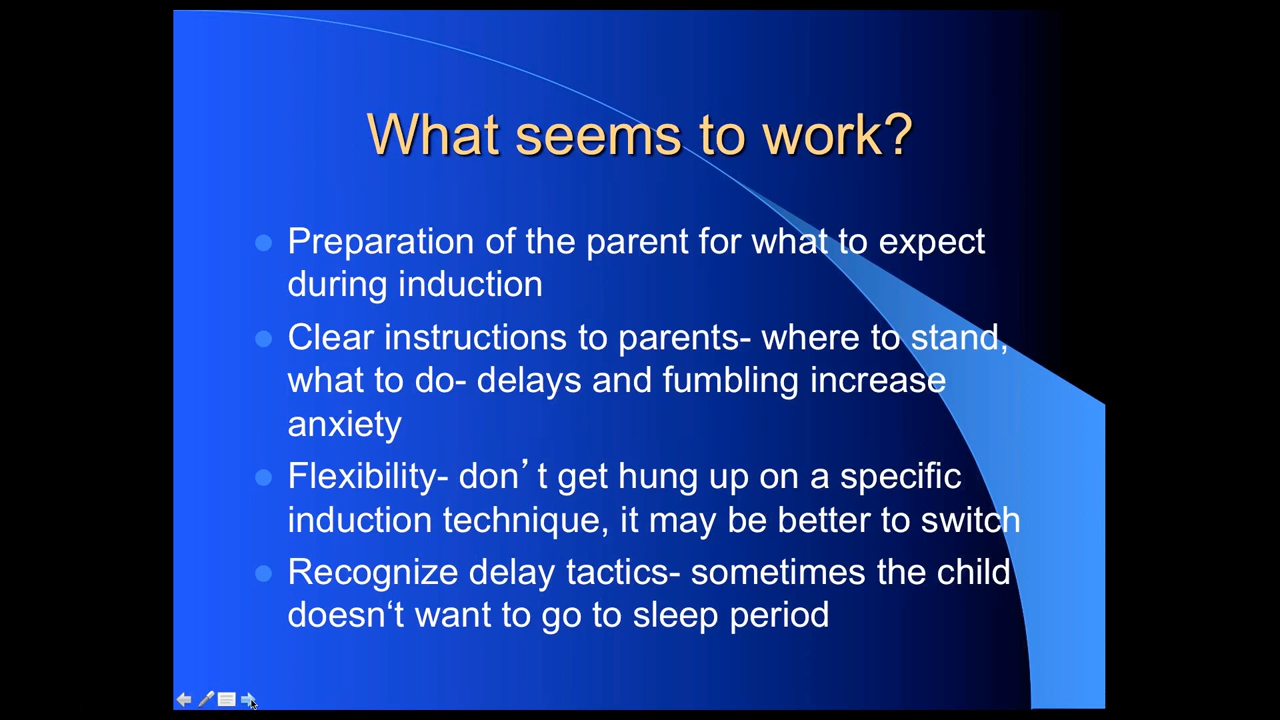 What seems to work?
Preparation of the parent for what to expect
during induction
Clear instructions to parents- where to stand,
what to do- delays and fumbling increase
anxiety
Flexibility- don’t get hung up on a specific
induction technique, it may be better to switch
Recognize delay tactics- sometimes the child
doesn‘t want to go to sleep period